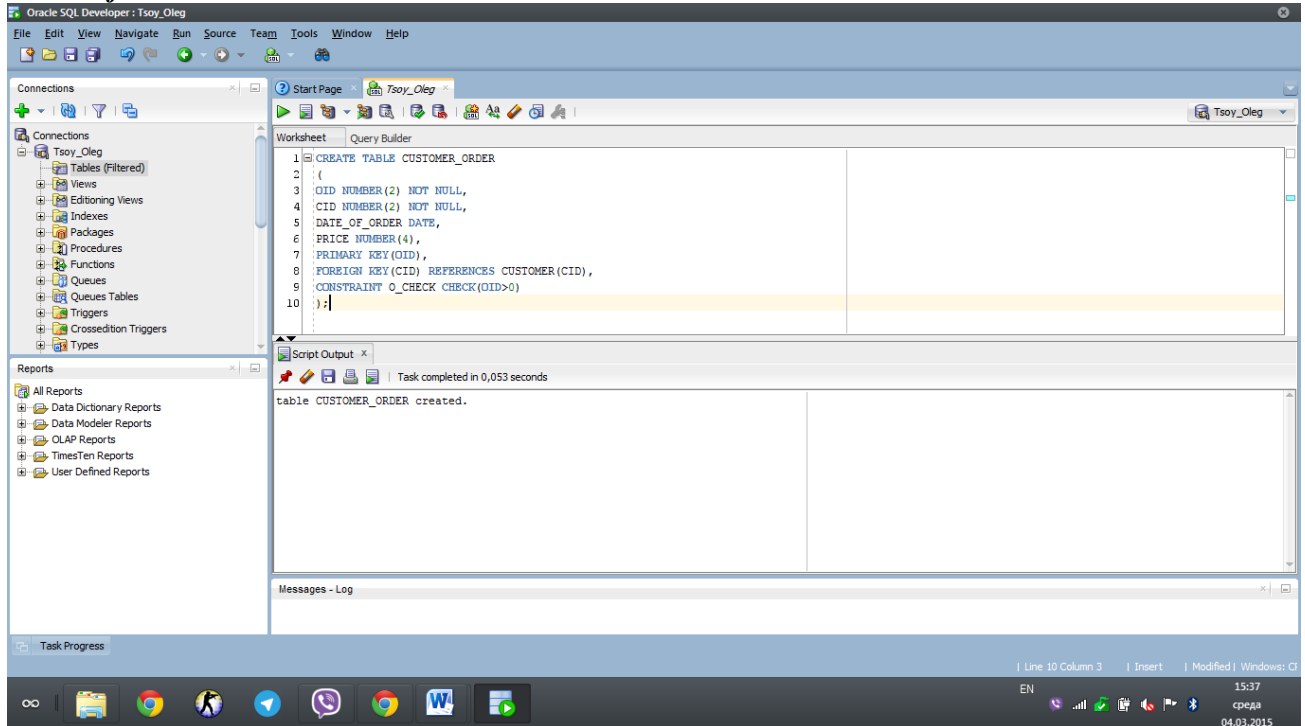 Oracle SQL Developer : Tsoy_Oleg
File Edit View Navigate Run Source Team Tools Window Help
Connections
Start Page
Tsoy_Oleg
Tsoy_Oleg
Connections
Tsoy_Oleg
Tables (Filtered)
Views
Editioning Views
Indexes
Packages
Procedures
Functions
Queues
Queues Tables
Triggers
Crossedition Triggers
Types
Worksheet Query Builder
1 CREATE TABLE CUSTOMER_ORDER
2 (
3 OID NUMBER(2) NOT NULL,
4 CID NUMBER(2) NOT NULL,
5 DATE_OF_ORDER DATE,
6 PRICE NUMBER(4),
7 PRIMARY KEY(OID),
8 FOREIGN KEY(CID) REFERENCES CUSTOMER(CID),
9 CONSTRAINT O_CHECK CHECK(OID>0)
10 );
Reports
All Reports
Data Dictionary Reports
Data Modeler Reports
OLAP Reports
TimesTen Reports
User Defined Reports
Script Output
Task completed in 0,053 seconds
table CUSTOMER_ORDER created.
Messages - Log
Task Progress
| Line 10 Column 3 | Insert | Modified | Windows: CF
EN
15:37
среда
04.03.2015